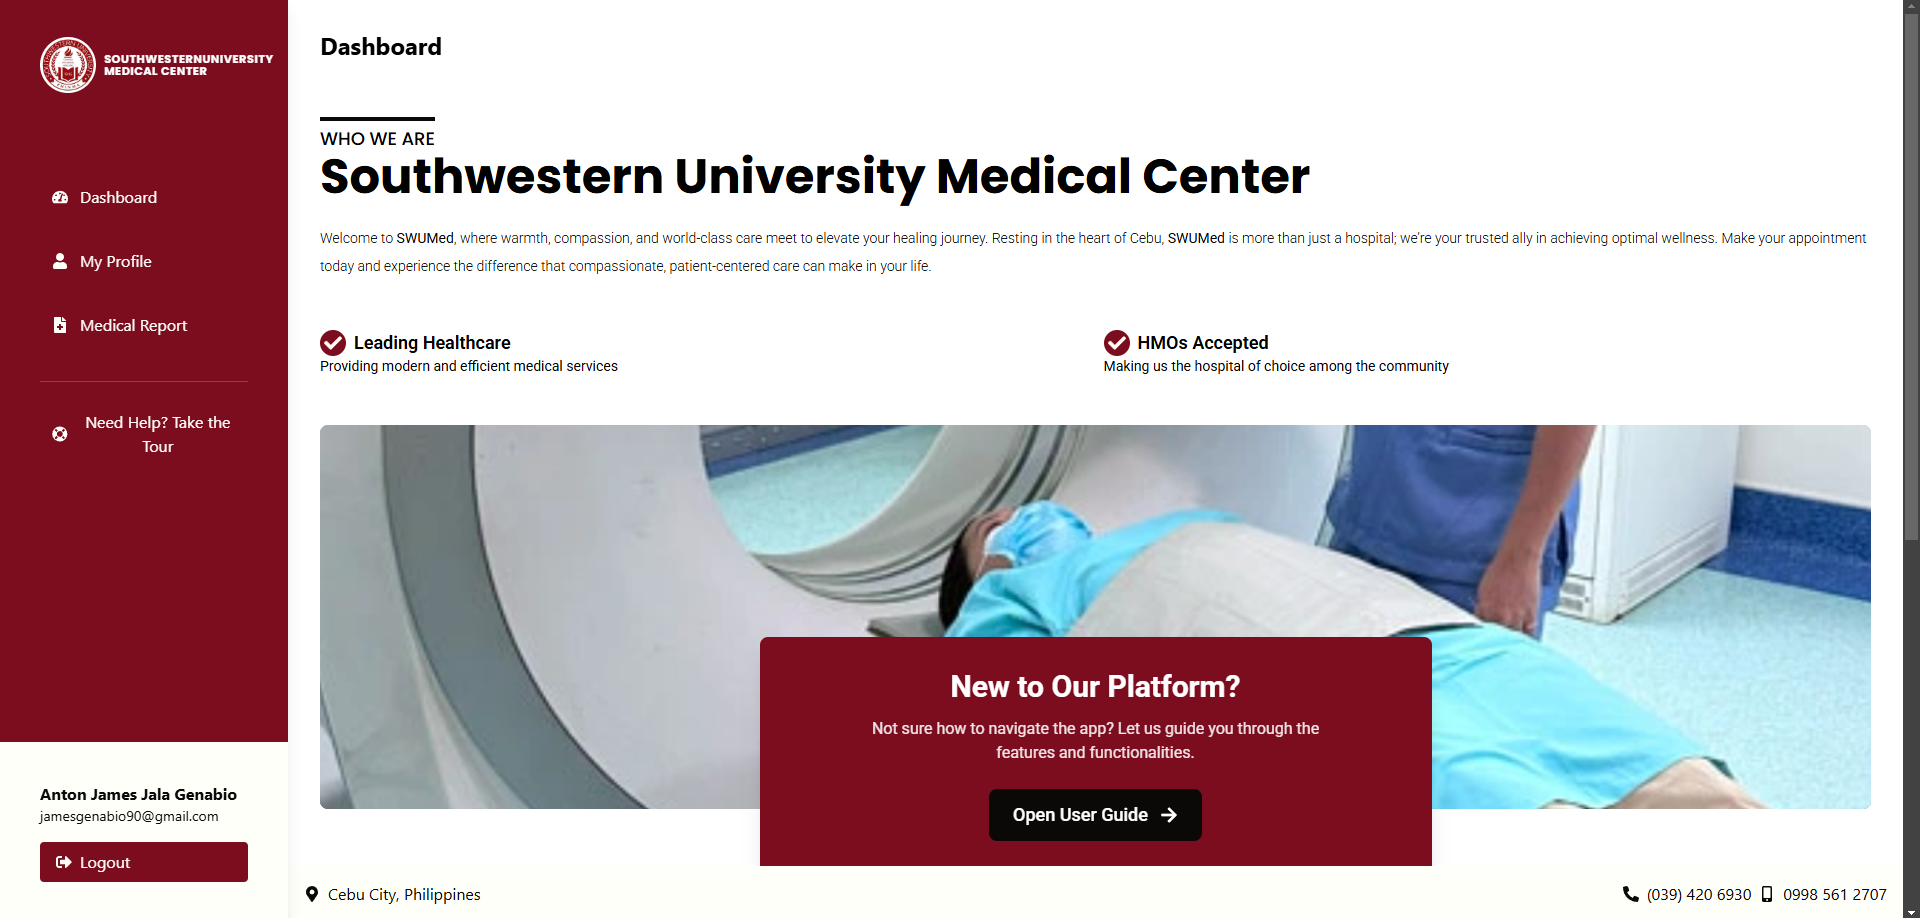 SOUTHWESTERNUNIVERSITY
MEDICAL CENTER
Dashboard
My Profile
Medical Report
Need Help? Take the
Tour
Anton James Jala Genabio
jamesgenabio90@gmail.com
Logout
Dashboard
WHO WE ARE
Southwestern University Medical Center
Welcome to SWUMed, where warmth, compassion, and world-class care meet to elevate your healing journey. Resting in the heart of Cebu, SWUMed is more than just a hospital; we're your trusted ally in achieving optimal wellness. Make your appointment
today and experience the difference that compassionate, patient-centered care can make in your life.
Leading Healthcare
Providing modern and efficient medical services
HMOs Accepted
Making us the hospital of choice among the community
New to Our Platform?
Not sure how to navigate the app? Let us guide you through the
features and functionalities.
Open User Guide
Cebu City, Philippines
(039) 420 6930
0998 561 2707